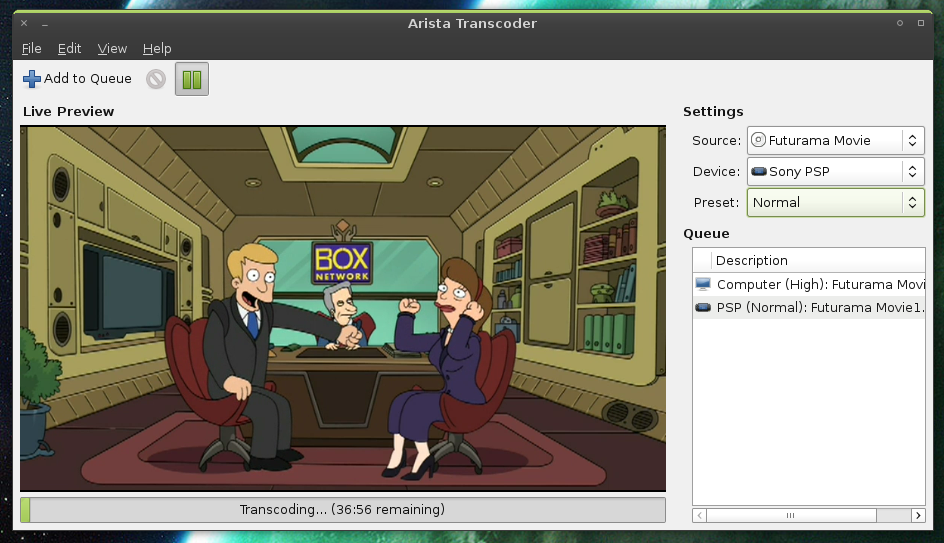 Arista Transcoder
File Edit View Help
Add to Queue
Live Preview
BOX
NETWORK
Transcoding... (36:56 remaining)
Settings
Source: Futurama Movie
Device: Sony PSP
Preset: Normal
Queue
Description
Computer (High): Futurama Movi
PSP (Normal): Futurama Movie1.